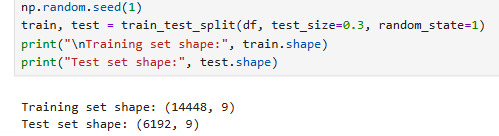 np.random.seed(1)
train, test = train_test_split(df, test_size=0.3, random_state=1)
print("\nTraining set shape:", train.shape)
print("Test set shape:", test.shape)
Training set shape: (14448, 9)
Test set shape: (6192, 9)